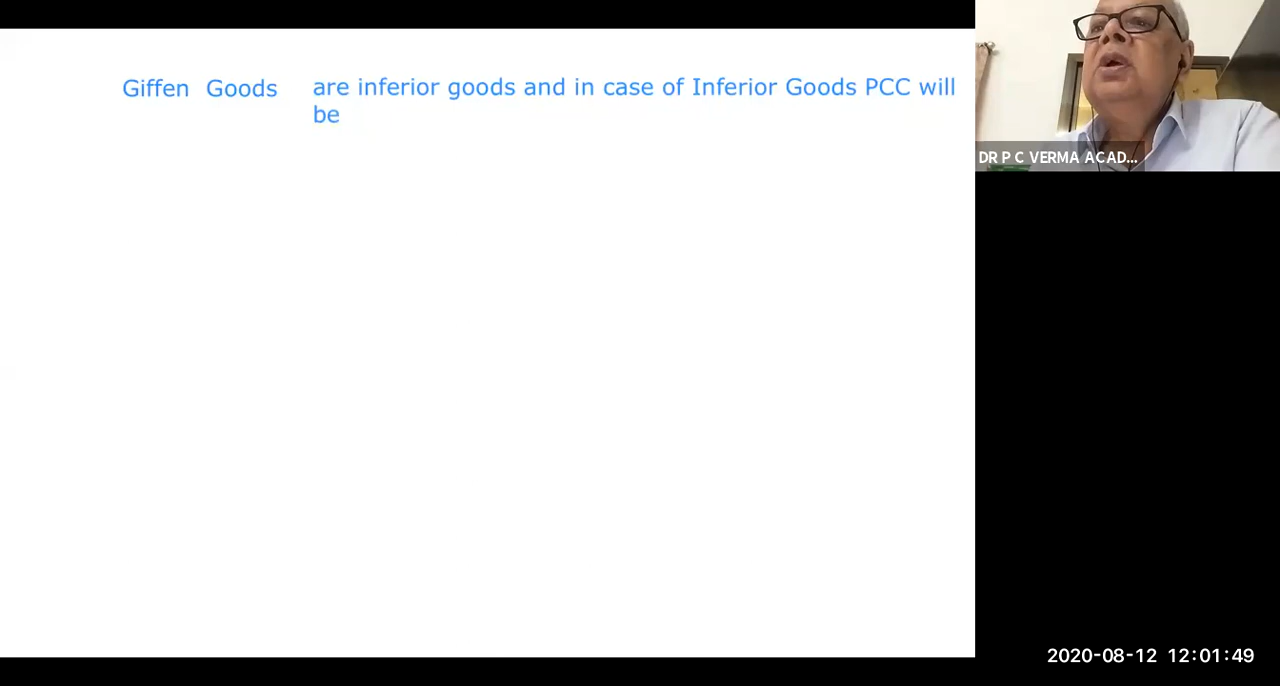 Giffen Goods are inferior goods and in case of Inferior Goods PCC will
be
DR P C VERMA ACAD...
2020-08-12 12:01:49